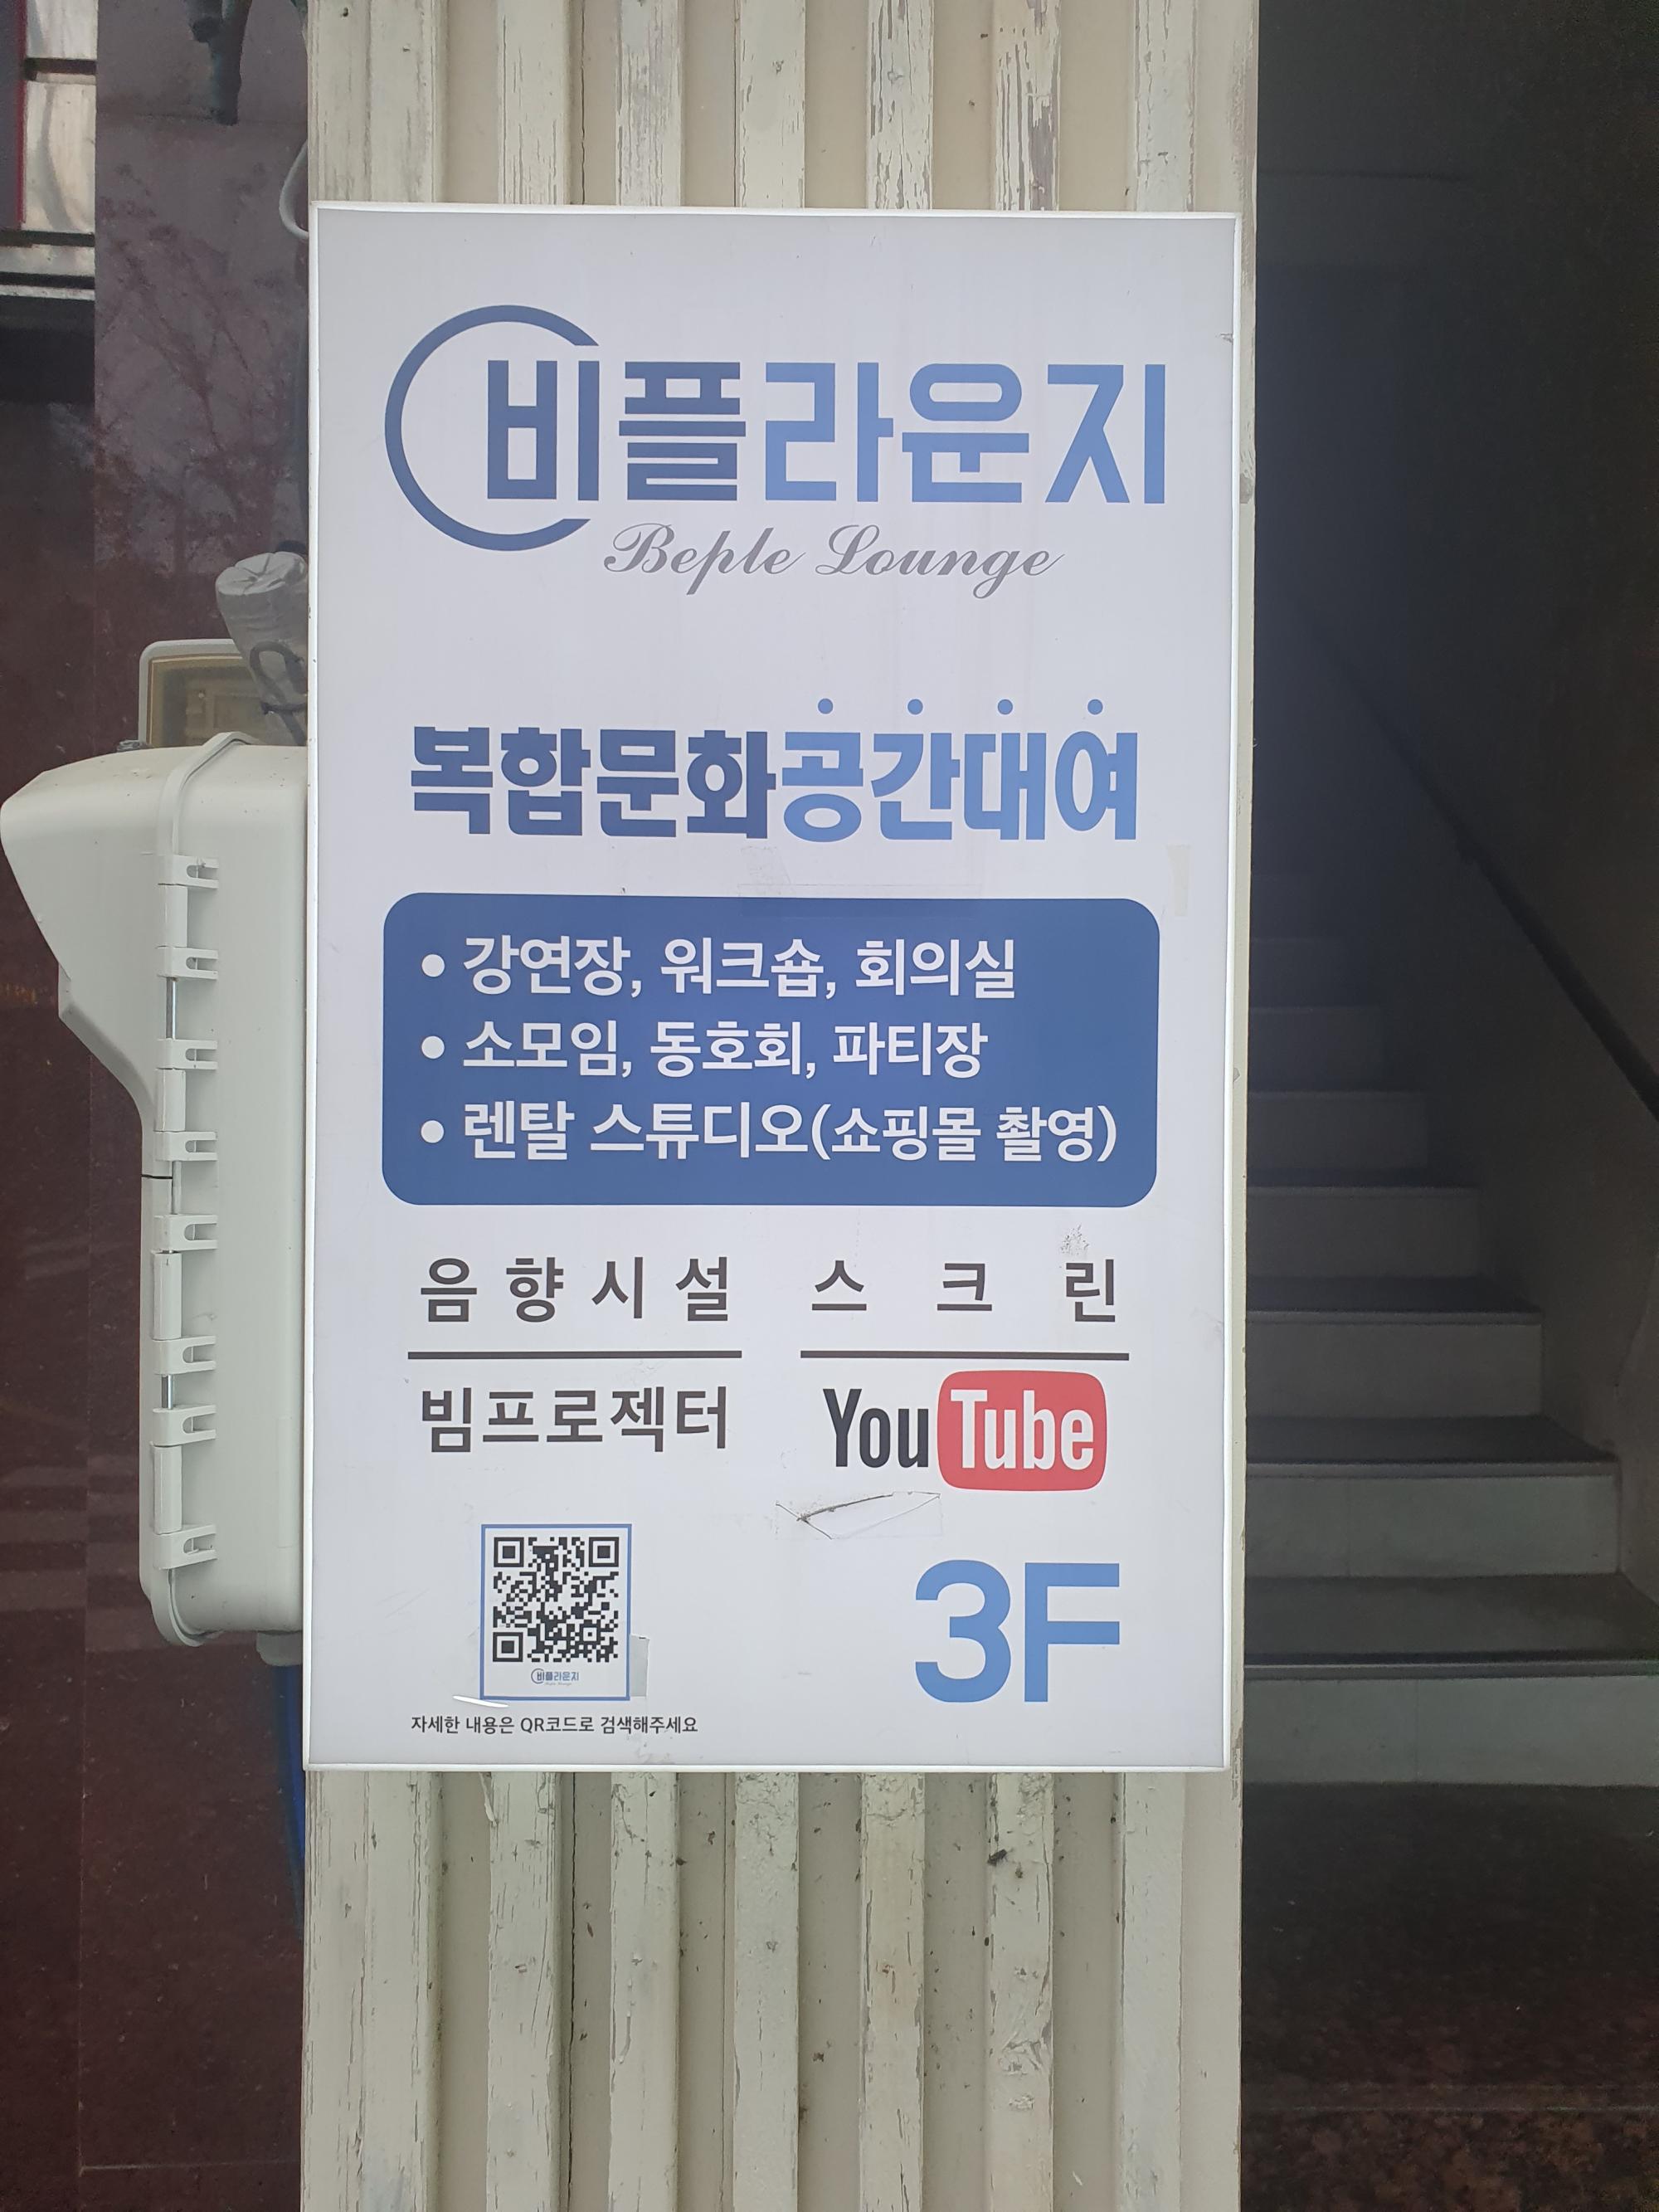 비플라운지
Beple Lounge
복합문화공간대여
• 강연장, 워크숍, 회의실
• 소모임, 동호회, 파티장
• 렌탈 스튜디오(쇼핑몰 촬영)
음향시설 스크린
빔프로젝터 YouTube
비플라운지
3F
자세한 내용은 QR코드로 검색해주세요